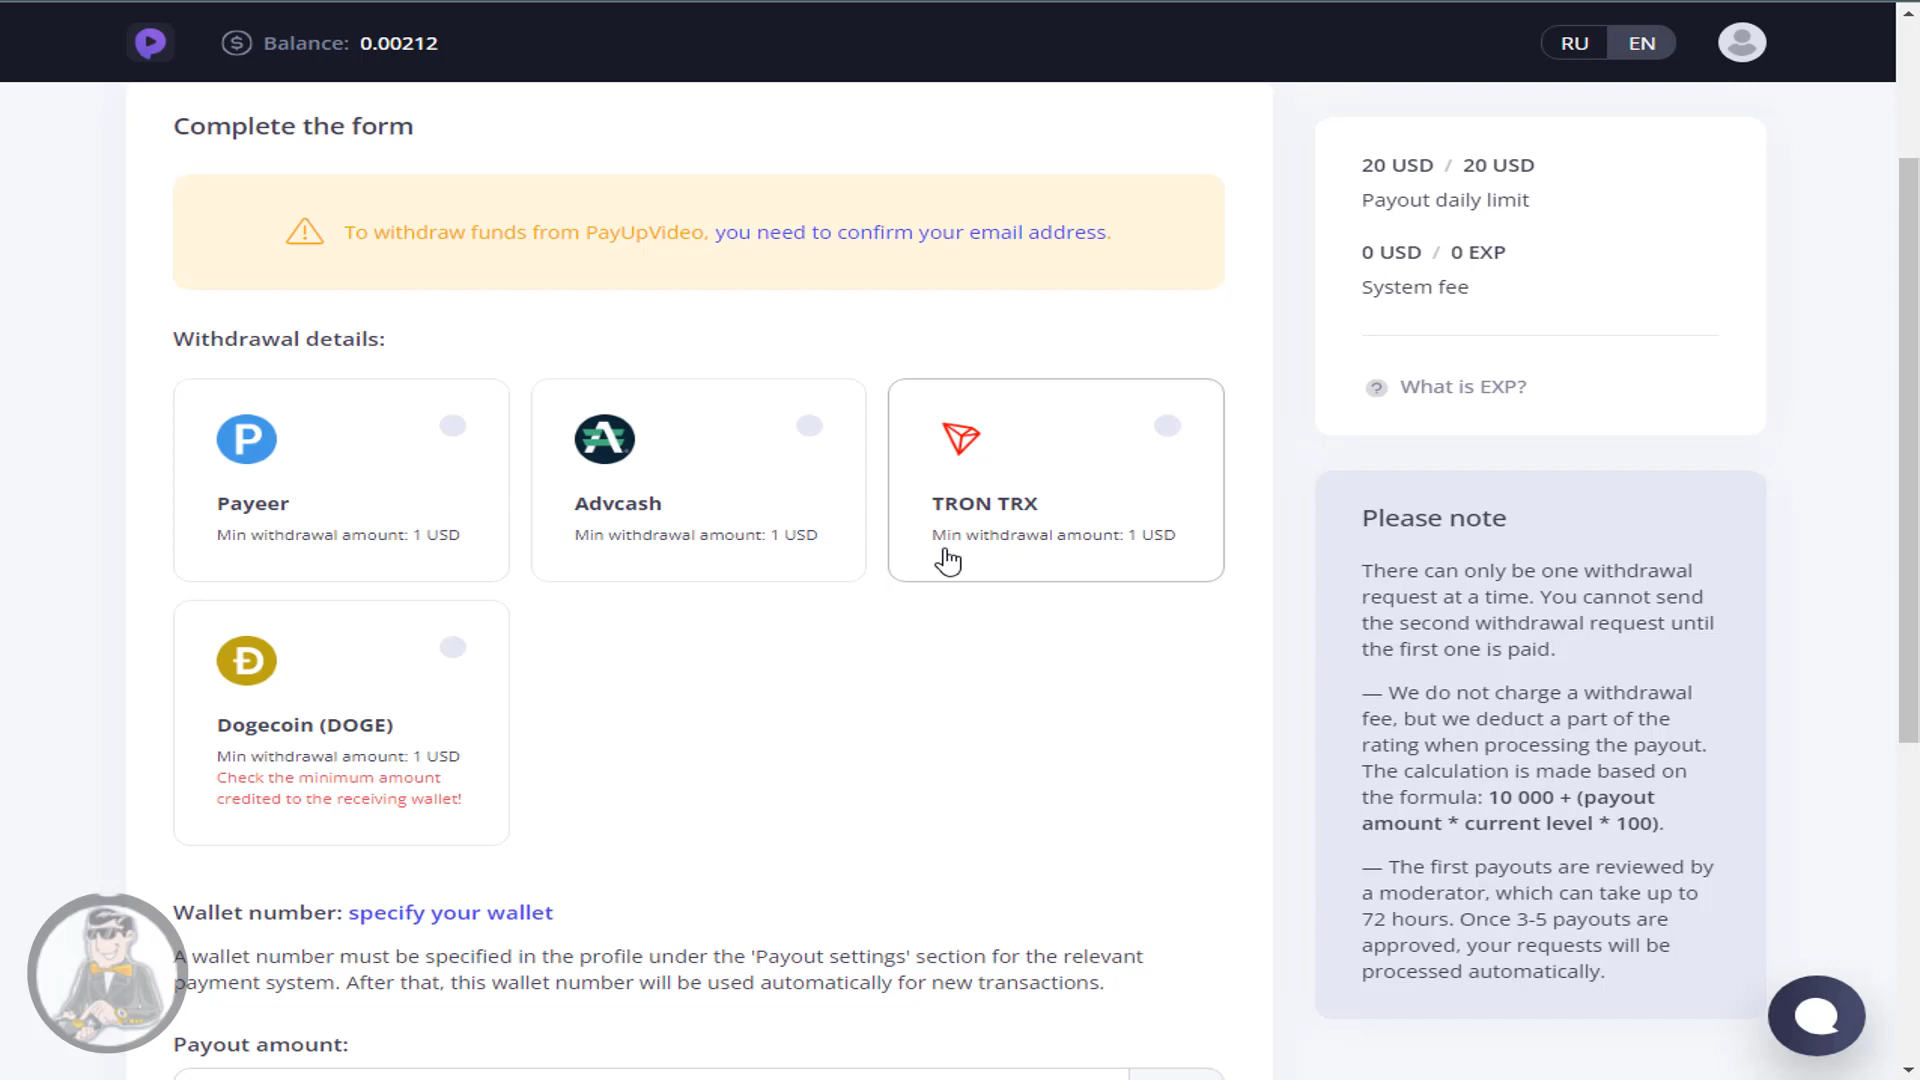 Balance: 0.00212
RU EN
Complete the form
To withdraw funds from PayUpVideo, you need to confirm your email address.
Withdrawal details:
Payeer
Min withdrawal amount: 1 USD
Advcash
Min withdrawal amount: 1 USD
TRON TRX
Min withdrawal amount: 1 USD
Dogecoin (DOGE)
Min withdrawal amount: 1 USD
Check the minimum amount
credited to the receiving wallet!
Wallet number: specify your wallet
A wallet number must be specified in the profile under the 'Payout settings' section for the relevant
payment system. After that, this wallet number will be used automatically for new transactions.
Payout amount:
20 USD / 20 USD
Payout daily limit
0 USD / 0 EXP
System fee
? What is EXP?
Please note
There can only be one withdrawal
request at a time. You cannot send
the second withdrawal request until
the first one is paid.
— We do not charge a withdrawal
fee, but we deduct a part of the
rating when processing the payout.
The calculation is made based on
the formula: 10 000 + (payout
amount * current level * 100).
— The first payouts are reviewed by
a moderator, which can take up to
72 hours. Once 3-5 payouts are
approved, your requests will be
processed automatically.